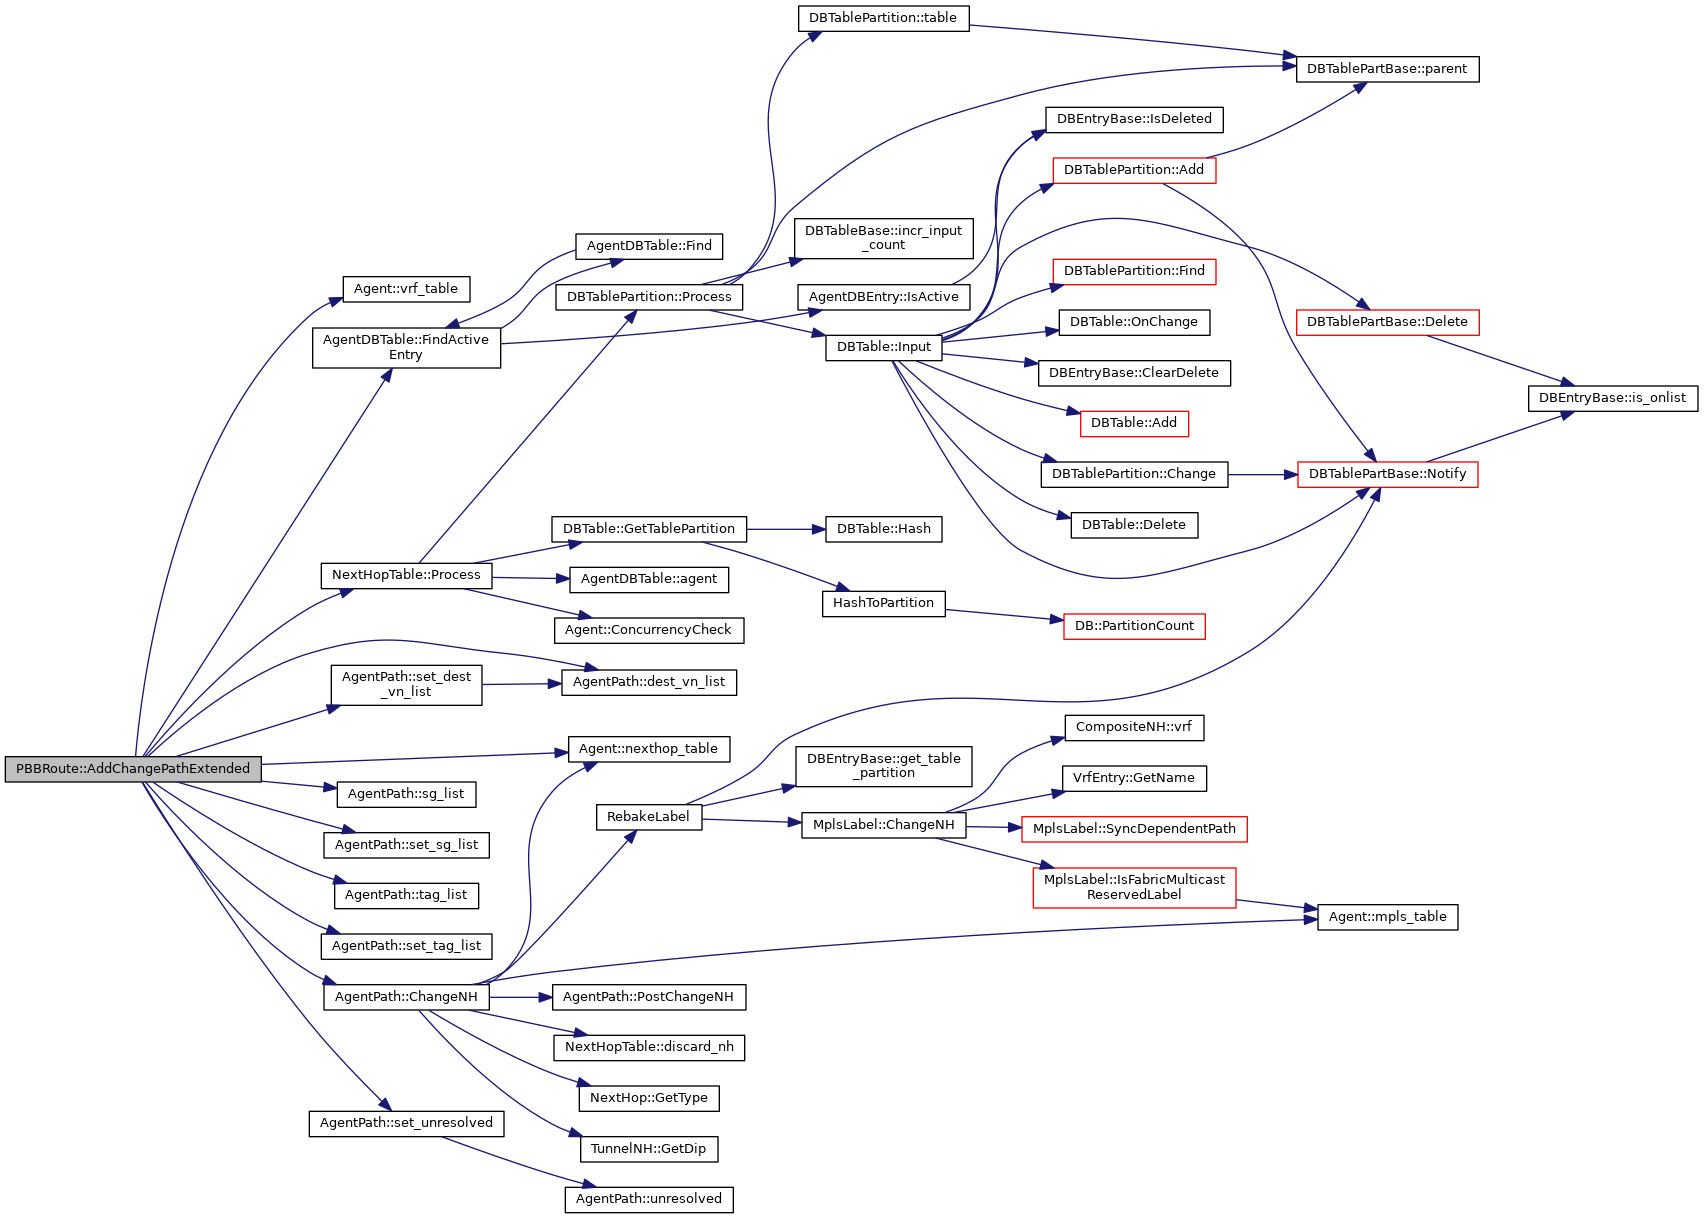 PBBRoute::AddChangePathExtended
Agent::vrf_table
AgentDBTable::FindActive
Entry
NextHopTable::Process
AgentPath::set_dest
_vn_list
AgentPath::sg_list
AgentPath::set_sg_list
AgentPath::tag_list
AgentPath::set_tag_list
AgentPath::ChangeNH
AgentPath::set_unresolved
AgentDBTable::Find
DBTablePartition::Process
DBTable::GetTablePartition
AgentDBTable::agent
Agent::ConcurrencyCheck
AgentPath::dest_vn_list
Agent::nexthop_table
RebakeLabel
AgentPath::PostChangeNH
NextHopTable::discard_nh
NextHop::GetType
TunnelNH::GetDip
AgentPath::unresolved
DBTablePartition::table
DBTableBase::incr_input
_count
AgentDBEntry::IsActive
DBTable::Input
DBTable::Hash
HashToPartition
DBEntryBase::get_table
_partition
MplsLabel::ChangeNH
DBEntryBase::IsDeleted
DBTablePartition::Add
DBTablePartition::Find
DBTable::OnChange
DBEntryBase::ClearDelete
DBTable::Add
DBTablePartition::Change
DBTable::Delete
DB::PartitionCount
CompositeNH::vrf
VrfEntry::GetName
MplsLabel::SyncDependentPath
MplsLabel::IsFabricMulticast
ReservedLabel
DBTablePartBase::parent
DBTablePartBase::Delete
DBTablePartBase::Notify
Agent::mpls_table
DBEntryBase::is_onlist